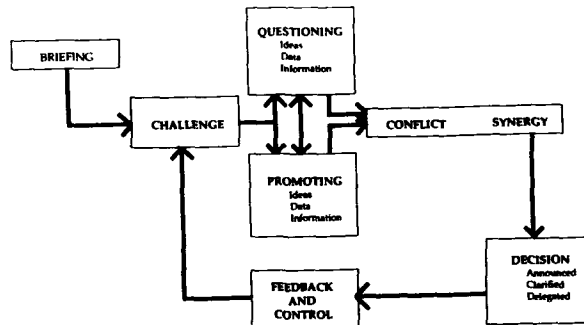 BRIEFING
QUESTIONING
Ideas
Data
Information
CHALLENGE
CONFLICT SYNERGY
PROMOTING
Ideas
Data
Information
DECISION
Announced
Clarified
Delegated
FEEDBACK
AND
CONTROL